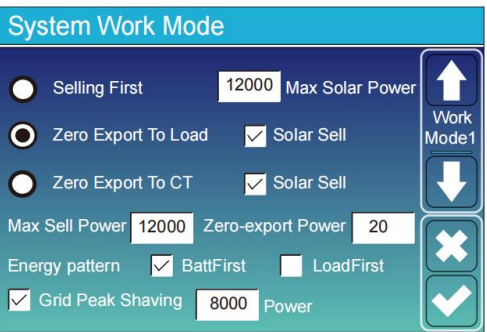 System Work Mode
Selling First 12000 Max Solar Power
Work
Mode1
Zero Export To Load Solar Sell
Zero Export To CT Solar Sell
Max Sell Power 12000 Zero-export Power 20
Energy pattern BattFirst LoadFirst
Grid Peak Shaving 8000 Power